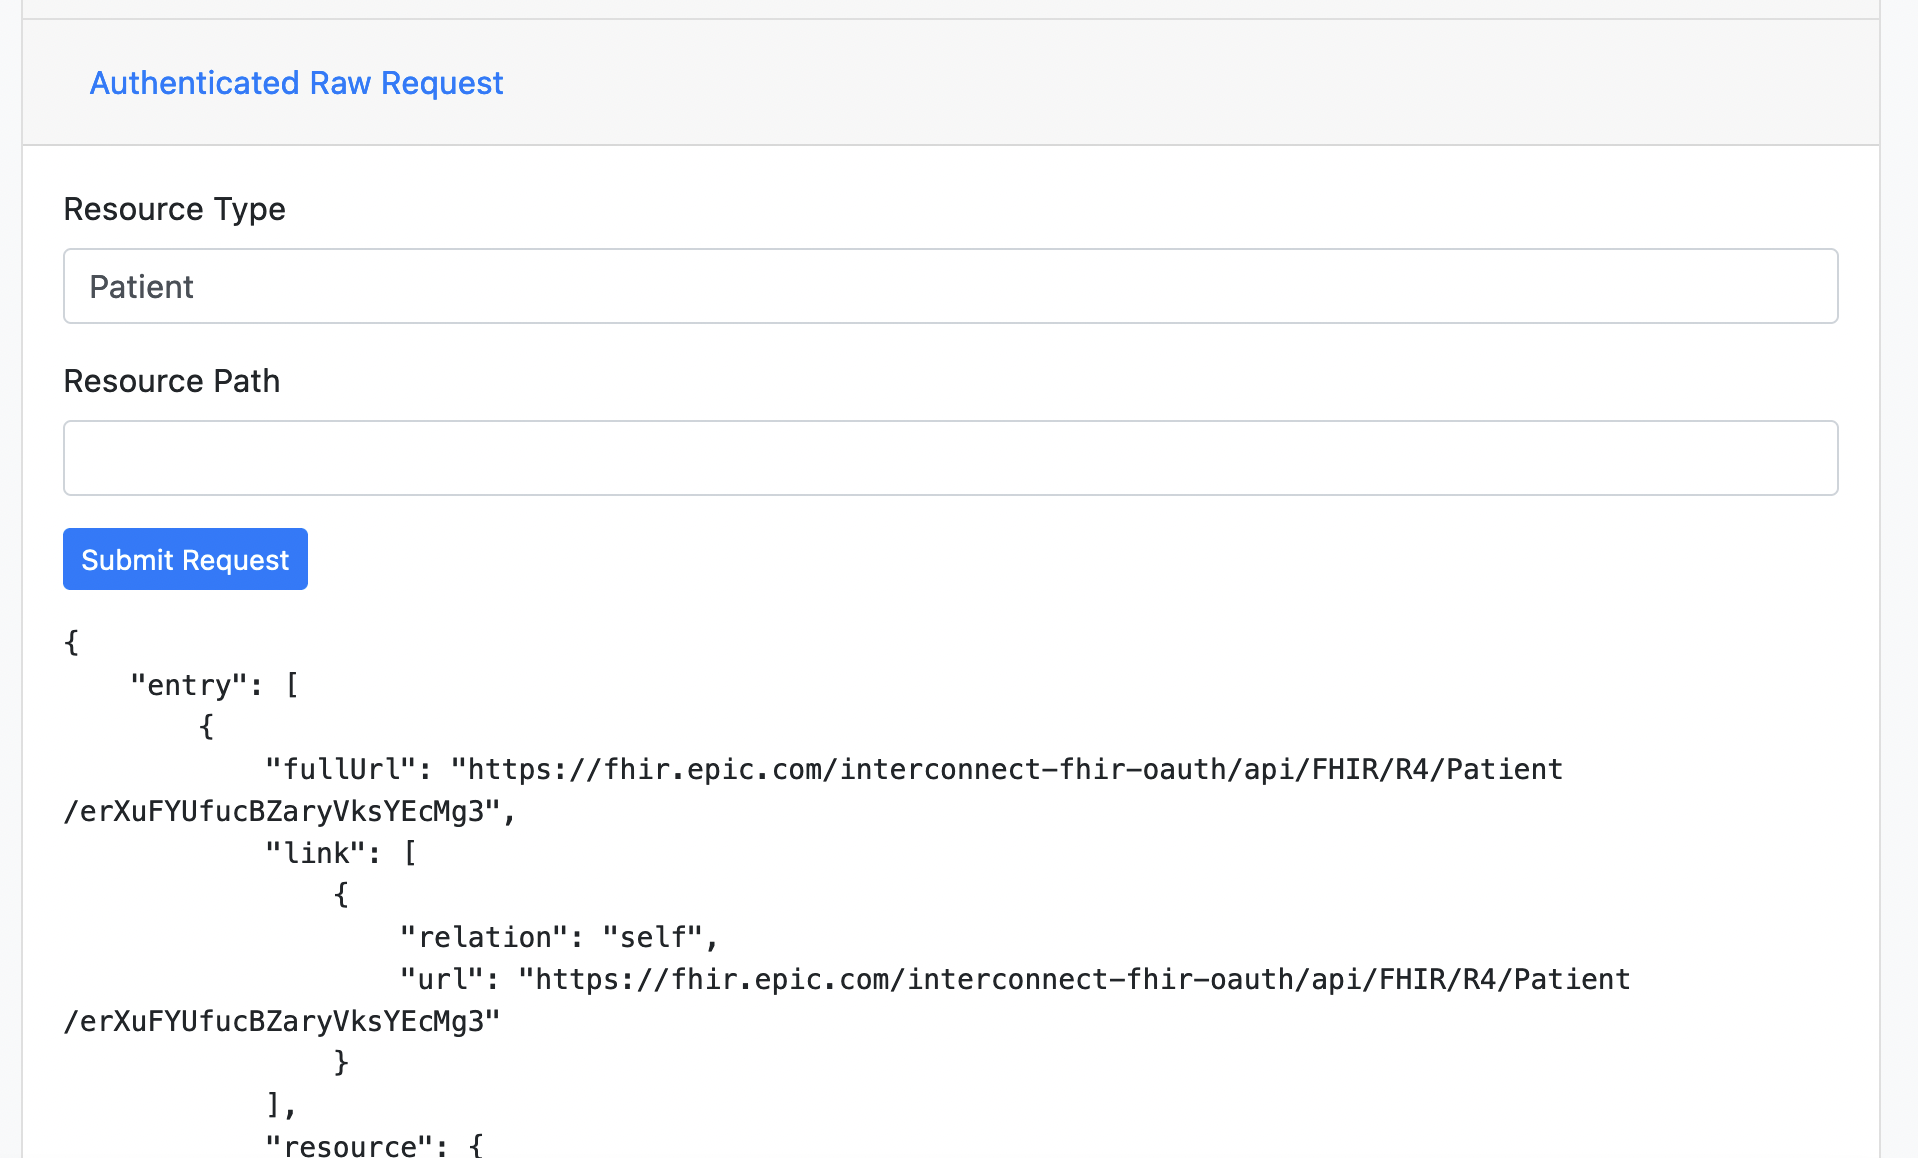 Authenticated Raw Request
Resource Type
Patient
Resource Path
Submit Request
{
    "entry": [
        {
            "fullUrl": "https://fhir.epic.com/interconnect-fhir-oauth/api/FHIR/R4/Patient
/erXuFYUfucBZaryVksYEcMg3",
            "link": [
                {
                    "relation": "self",
                    "url": "https://fhir.epic.com/interconnect-fhir-oauth/api/FHIR/R4/Patient
/erXuFYUfucBZaryVksYEcMg3"
                }
            ],
            "resource": {